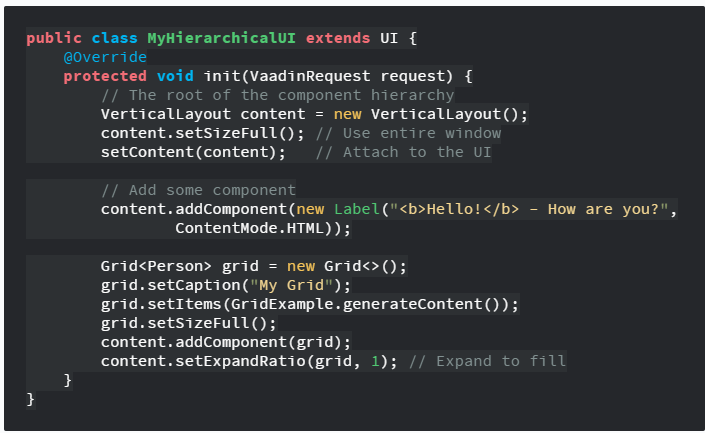 public class MyHierarchicalUI extends UI {
    @Override
    protected void init(VaadinRequest request) {
        // The root of the component hierarchy
        VerticalLayout content = new VerticalLayout();
        content.setSizeFull(); // Use entire window
        setContent(content);   // Attach to the UI

        // Add some component
        content.addComponent(new Label("<b>Hello!</b> - How are you?",
                ContentMode.HTML));

        Grid<Person> grid = new Grid<>();
        grid.setCaption("My Grid");
        grid.setItems(GridExample.generateContent());
        grid.setSizeFull();
        content.addComponent(grid);
        content.setExpandRatio(grid, 1); // Expand to fill
    }
}